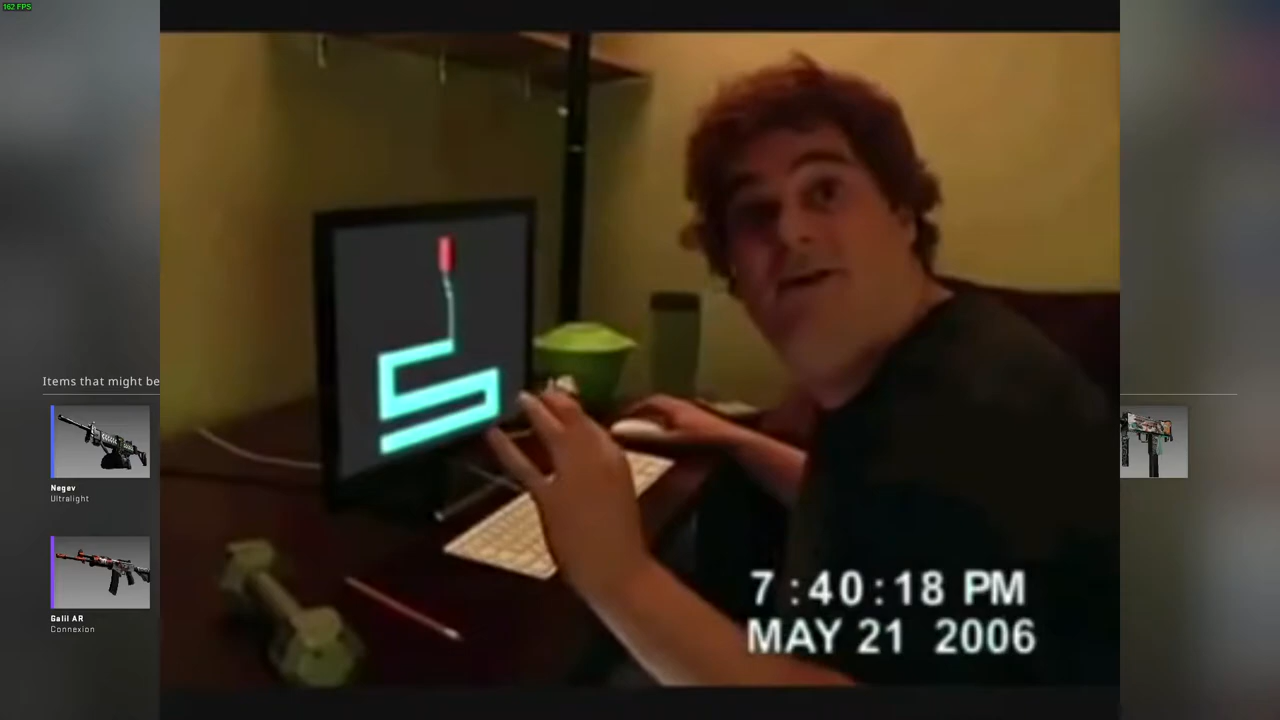 162 FPS
Items that might be
Negev
Ultralight
Galil AR
Connexion
7:40:18 PM
MAY 21 2006